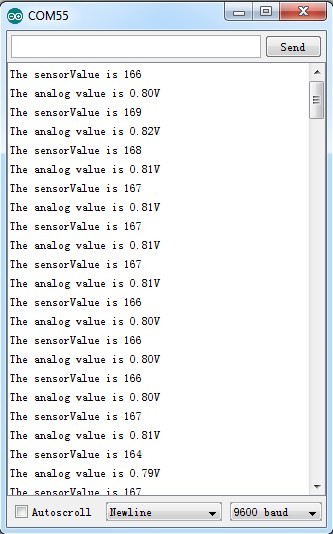 COM55
Send
The sensorValue is 166
The analog value is 0.80V
The sensorValue is 169
The analog value is 0.82V
The sensorValue is 168
The analog value is 0.81V
The sensorValue is 167
The analog value is 0.81V
The sensorValue is 167
The analog value is 0.81V
The sensorValue is 167
The analog value is 0.81V
The sensorValue is 166
The analog value is 0.80V
The sensorValue is 166
The analog value is 0.80V
The sensorValue is 166
The analog value is 0.80V
The sensorValue is 167
The analog value is 0.81V
The sensorValue is 164
The analog value is 0.79V
The sensorValue is 167
Autoscroll Newline 9600 baud